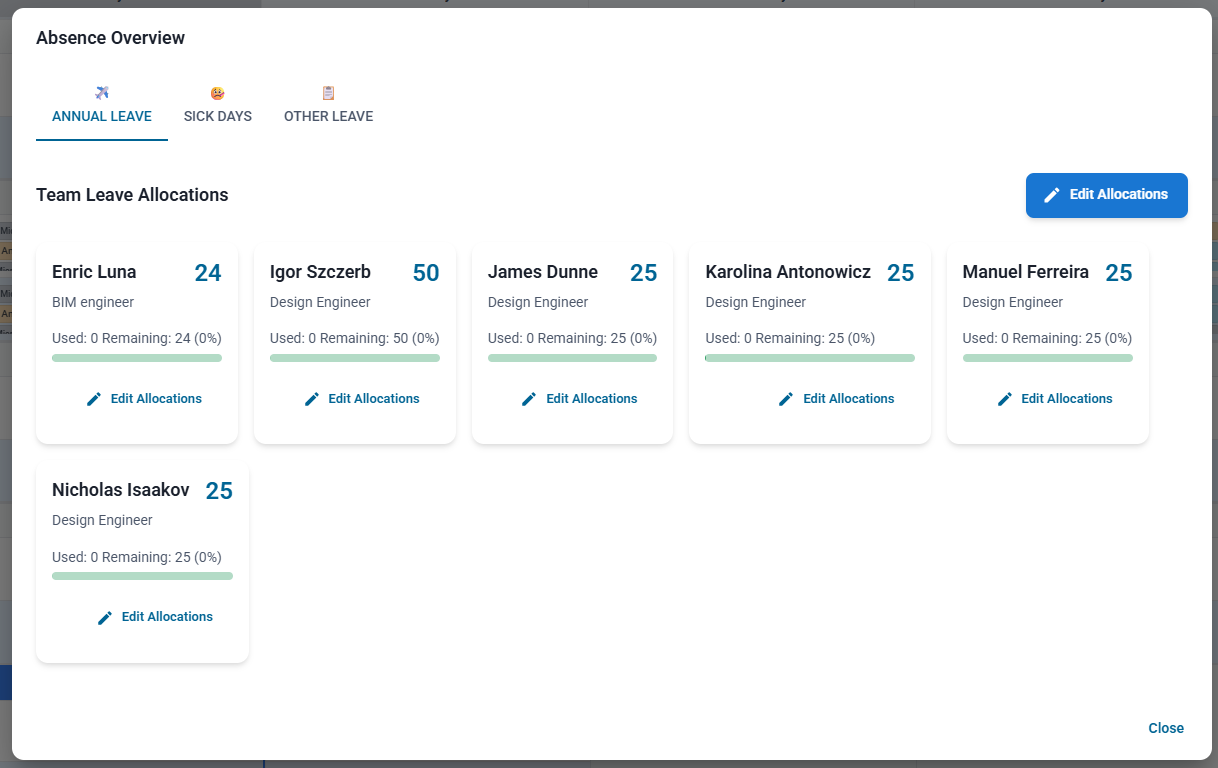 Absence Overview
ANNUAL LEAVE SICK DAYS OTHER LEAVE
Team Leave Allocations
Edit Allocations
Enric Luna 24
BIM engineer
Used: 0 Remaining: 24 (0%)
Edit Allocations
Igor Szczerb 50
Design Engineer
Used: 0 Remaining: 50 (0%)
Edit Allocations
James Dunne 25
Design Engineer
Used: 0 Remaining: 25 (0%)
Edit Allocations
Karolina Antonowicz 25
Design Engineer
Used: 0 Remaining: 25 (0%)
Edit Allocations
Manuel Ferreira 25
Design Engineer
Used: 0 Remaining: 25 (0%)
Edit Allocations
Nicholas Isaakov 25
Design Engineer
Used: 0 Remaining: 25 (0%)
Edit Allocations
Close